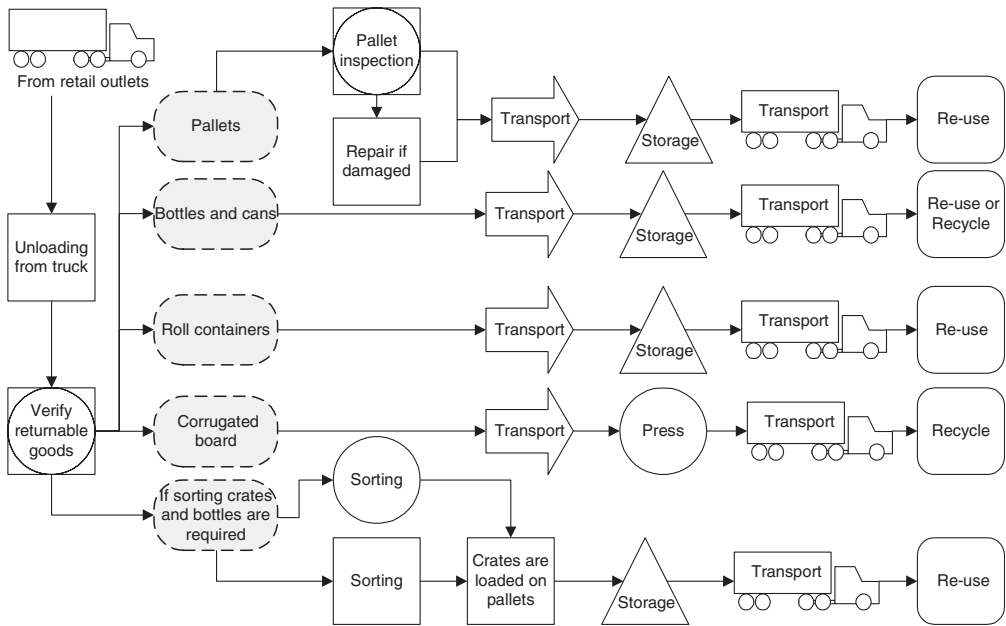 From retail outlets
Pallet
inspection
Pallets
Repair if
damaged
Transport
Storage
Transport
Re-use
Bottles and cans
Transport
Storage
Transport
Re-use or
Recycle
Unloading
from truck
Roll containers
Transport
Storage
Transport
Re-use
Verify
returnable
goods
Corrugated
board
Transport
Press
Transport
Recycle
If sorting crates
and bottles are
required
Sorting
Sorting
Crates are
loaded on
pallets
Storage
Transport
Re-use